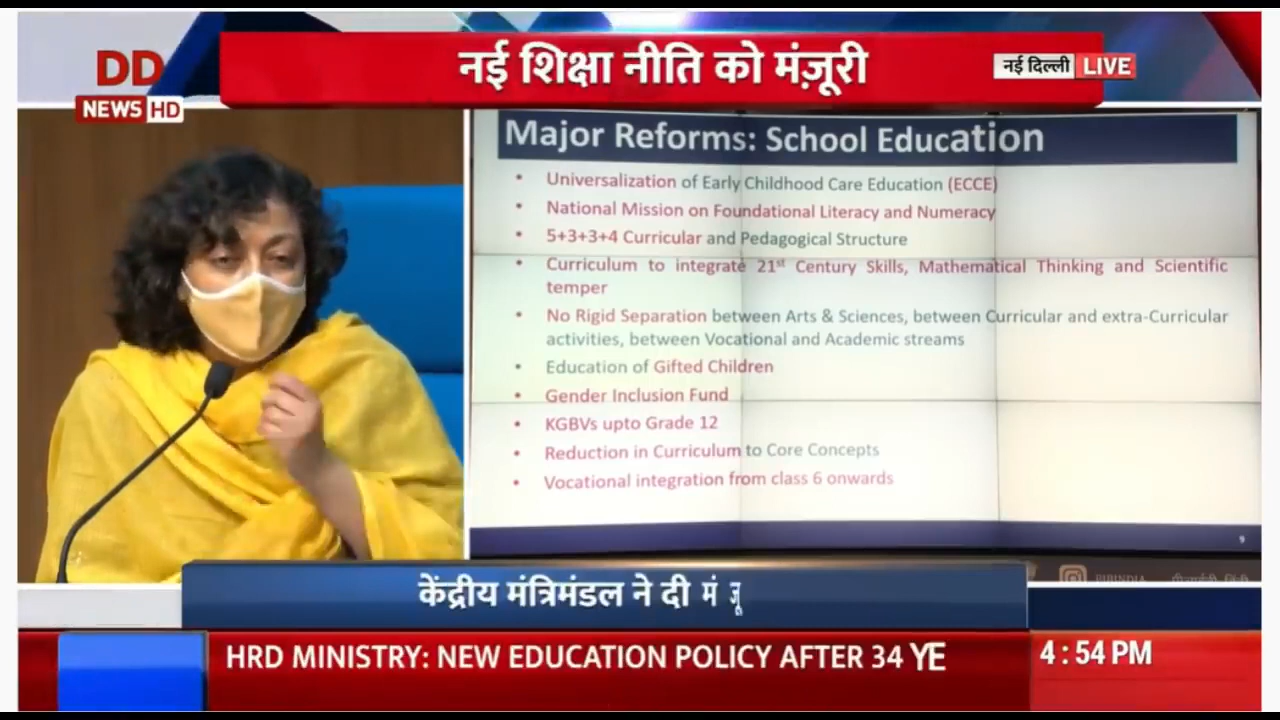 DD
NEWS HD
नई शिक्षा नीति को मंज़ूरी
नई दिल्ली LIVE
Major Reforms: School Education
• Universalization of Early Childhood Care Education (ECCE)
• National Mission on Foundational Literacy and Numeracy
• 5+3+3+4 Curricular and Pedagogical Structure
• Curriculum to integrate 21st Century Skills, Mathematical Thinking and Scientific
temper
• No Rigid Separation between Arts & Sciences, between Curricular and extra-Curricular
activities, between Vocational and Academic streams
• Education of Gifted Children
• Gender Inclusion Fund
• KGBVs upto Grade 12
• Reduction in Curriculum to Core Concepts
• Vocational integration from class 6 onwards
9
केंद्रीय मंत्रिमंडल ने दी मं जू
HRD MINISTRY: NEW EDUCATION POLICY AFTER 34 YE
4:54 PM